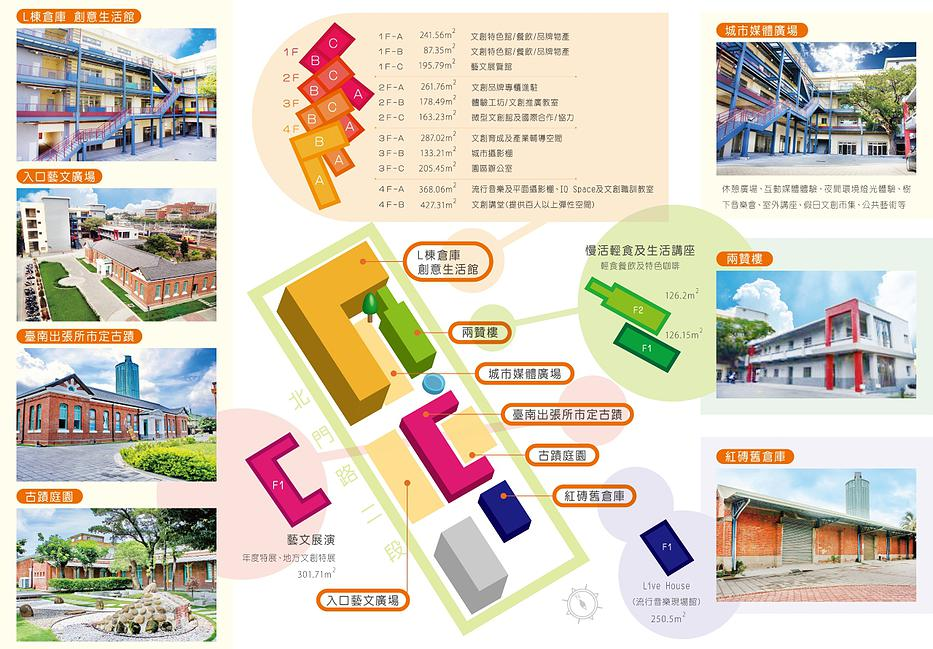 L棟倉庫 創意生活館
入口藝文廣場
臺南出張所市定古蹟
古蹟庭園
1F
2F
3F
4F
C
B
C
B
A
C
B
A
B
A
A
1F-A 241.56m² 文創特色館/餐飲/品牌物產
1F-B 87.35m² 文創特色館/餐飲/品牌物產
1F-C 195.79m² 藝文展覽館
2F-A 261.76m² 文創品牌專櫃進駐
2F-B 178.49m² 體驗工坊/文創推廣教室
2F-C 163.23m² 微型文創館及國際合作/協力
3F-A 287.02m² 文創育成及產業輔導空間
3F-B 133.21m² 城市攝影棚
3F-C 205.45m² 園區辦公室
4F-A 368.06m² 流行音樂及平面攝影棚、IQ Space及文創職訓教室
4F-B 427.31m² 文創講堂(提供百人以上彈性空間)
城市媒體廣場
休憩廣場、互動媒體體驗、夜間環境燈光體驗、樹
下音樂會、室外講座、假日文創市集、公共藝術等
兩贊樓
紅磚舊倉庫
L棟倉庫
創意生活館
兩贊樓
城市媒體廣場
臺南出張所市定古蹟
古蹟庭園
紅磚舊倉庫
入口藝文廣場
北門路二段
慢活輕食及生活講座
輕食餐飲及特色咖啡
F2
126.2m²
F1
126.15m²
F1
藝文展演
年度特展、地方文創特展
301.71m²
F1
Live House
(流行音樂現場館)
250.5m²